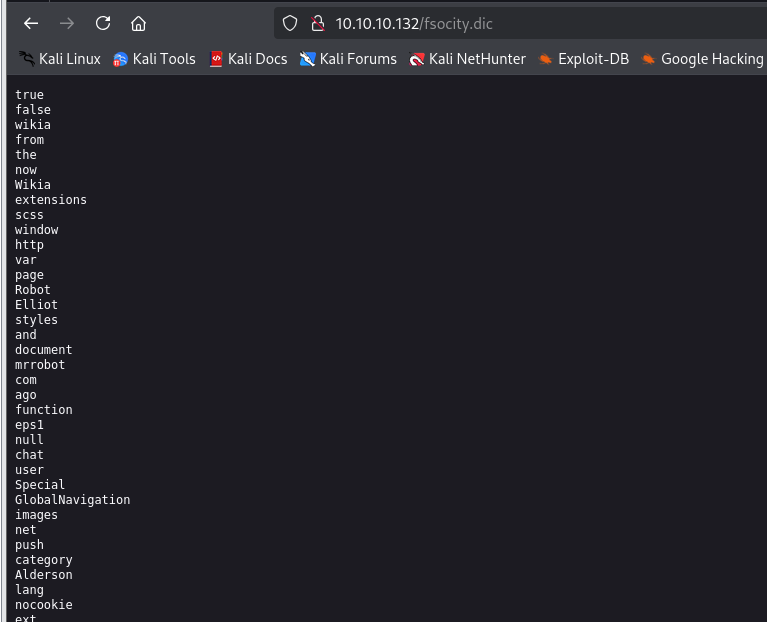 10.10.10.132/fsocity.dic
Kali Linux Kali Tools Kali Docs Kali Forums Kali NetHunter Exploit-DB Google Hacking
true
false
wikia
from
the
now
Wikia
extensions
scss
window
http
var
page
Robot
Elliot
styles
and
document
mrrobot
com
ago
function
eps1
null
chat
user
Special
GlobalNavigation
images
net
push
category
Alderson
lang
nocookie
ext